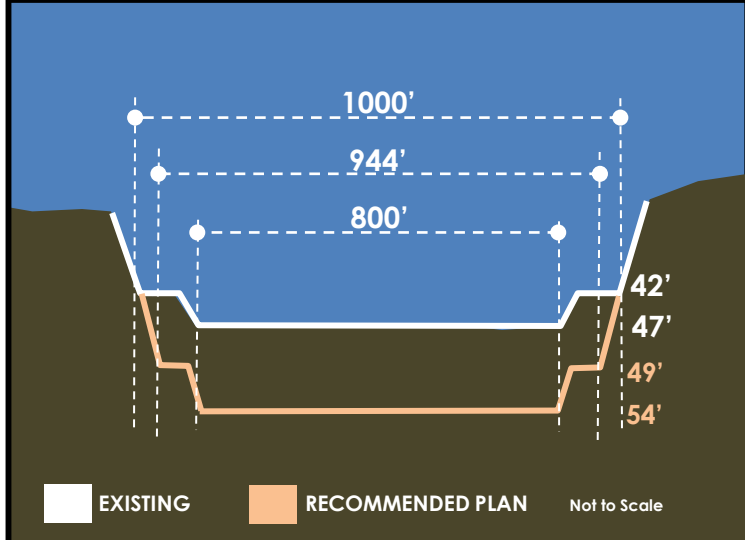 1000’
944’
800’
42’
47’
49’
54’
EXISTING
RECOMMENDED PLAN
Not to Scale